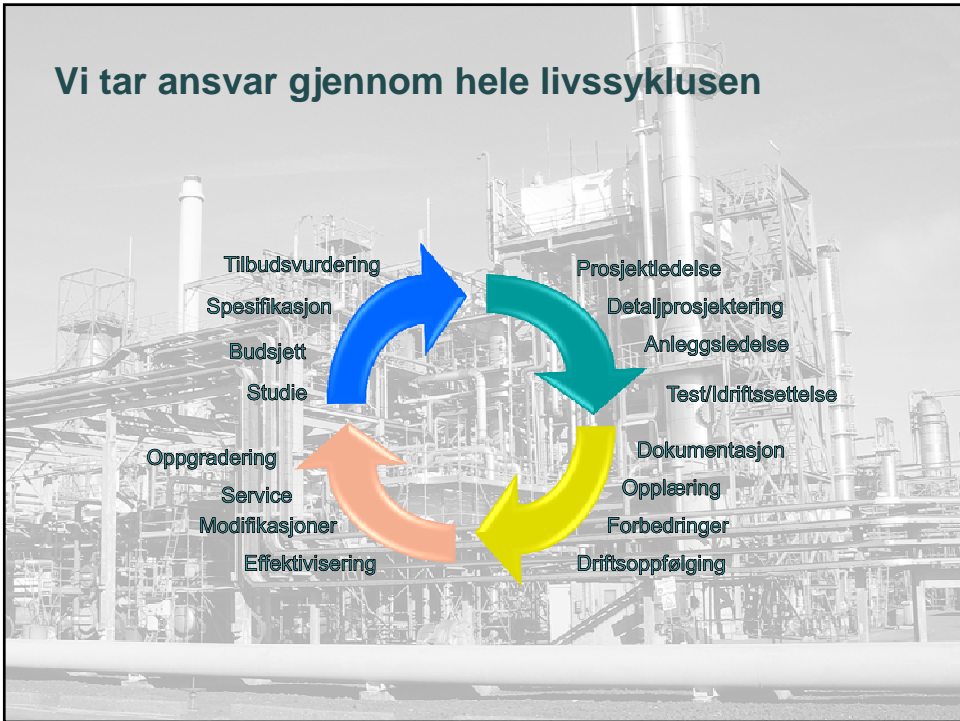 Vi tar ansvar gjennom hele livssyklusen
Tilbudsvurdering
Spesifikasjon
Budsjett
Studie
Prosjektledelse
Detaljprosjektering
Anleggsledelse
Test/Idriftssettelse
Dokumentasjon
Opplæring
Forbedringer
Driftsoppfølging
Oppgradering
Service
Modifikasjoner
Effektivisering